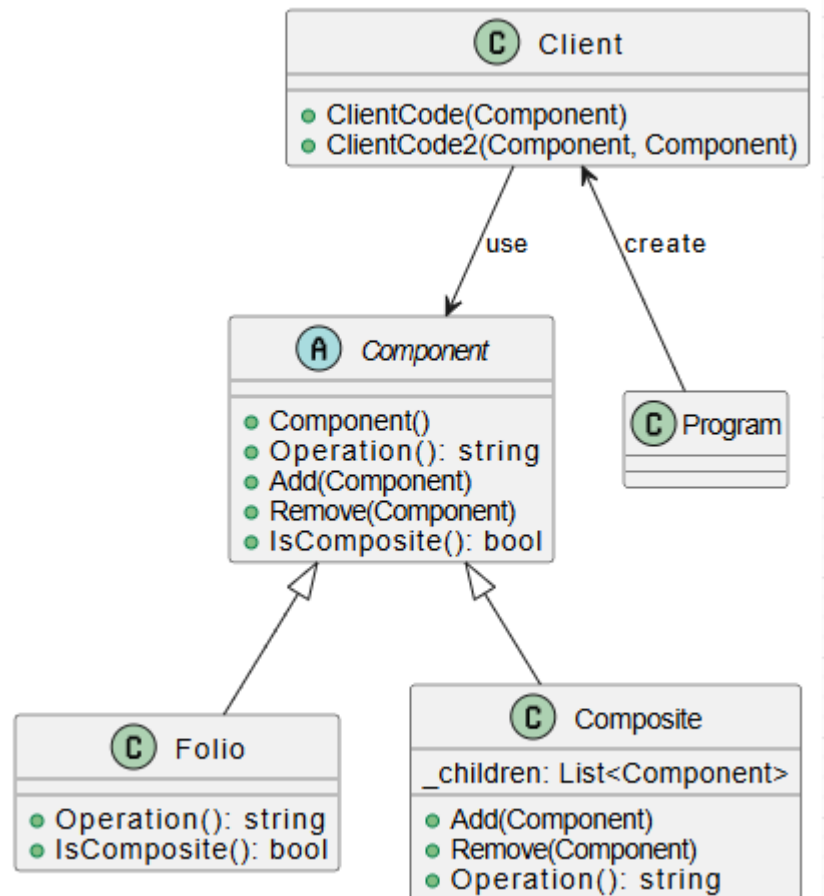 C Client
ClientCode(Component)
ClientCode2(Component, Component)
use
create
A Component
Component()
Operation(): string
Add(Component)
Remove(Component)
IsComposite(): bool
C Program
C Folio
Operation(): string
IsComposite(): bool
C Composite
_children: List<Component>
Add(Component)
Remove(Component)
Operation(): string